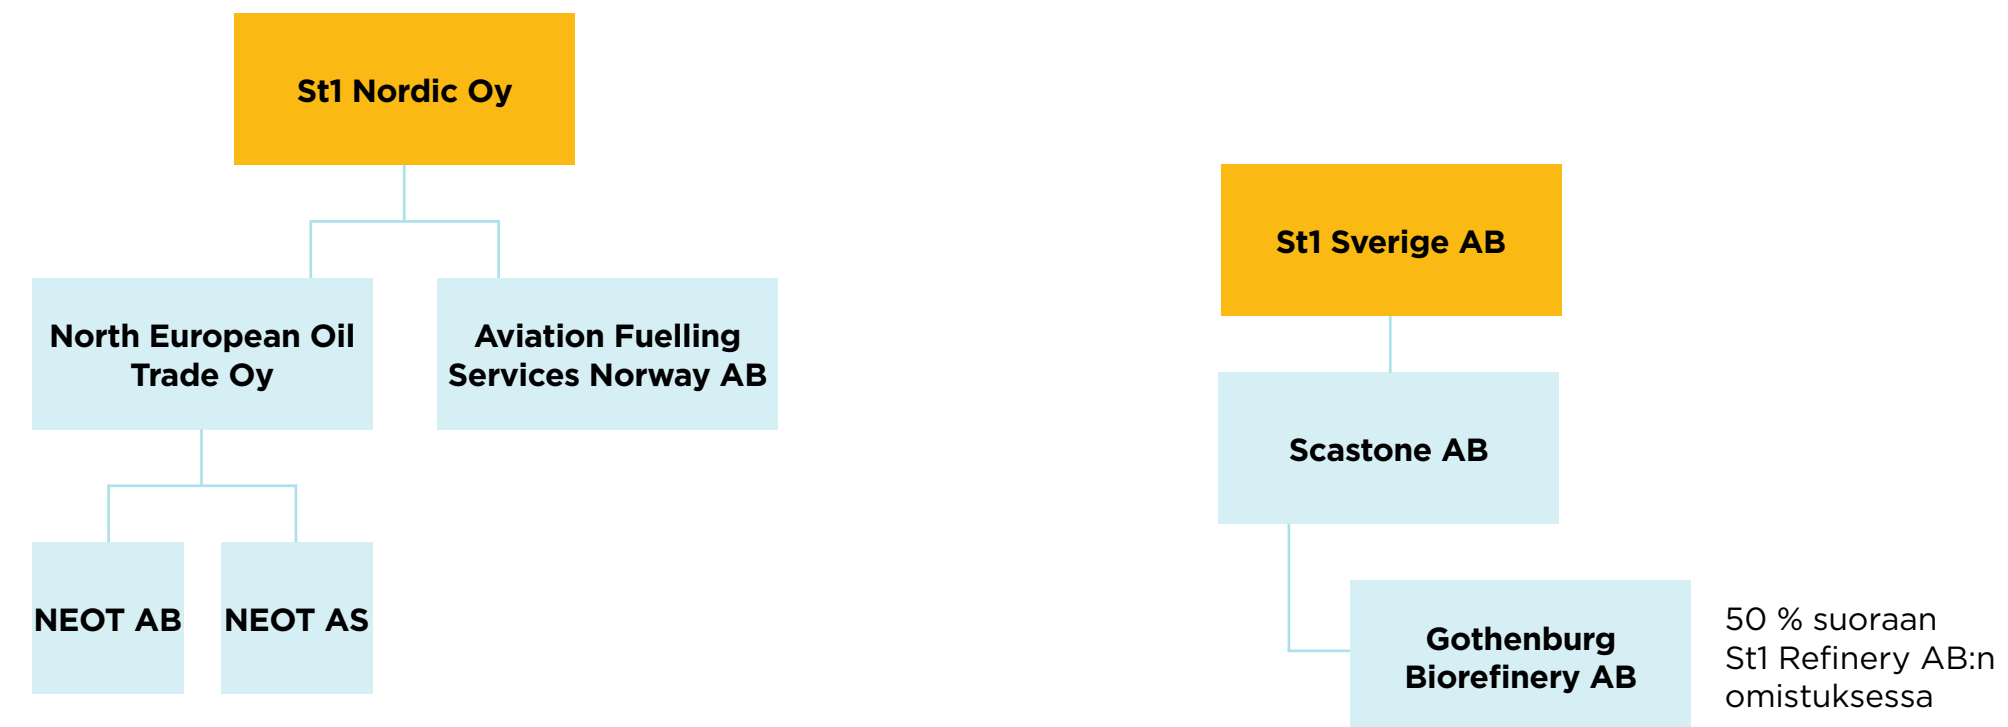 St1 Nordic Oy
North European Oil
Trade Oy
Aviation Fuelling
Services Norway AB
NEOT AB
NEOT AS
St1 Sverige AB
Scastone AB
Gothenburg
Biorefinery AB
50 % suoraan
St1 Refinery AB:n
omistuksessa